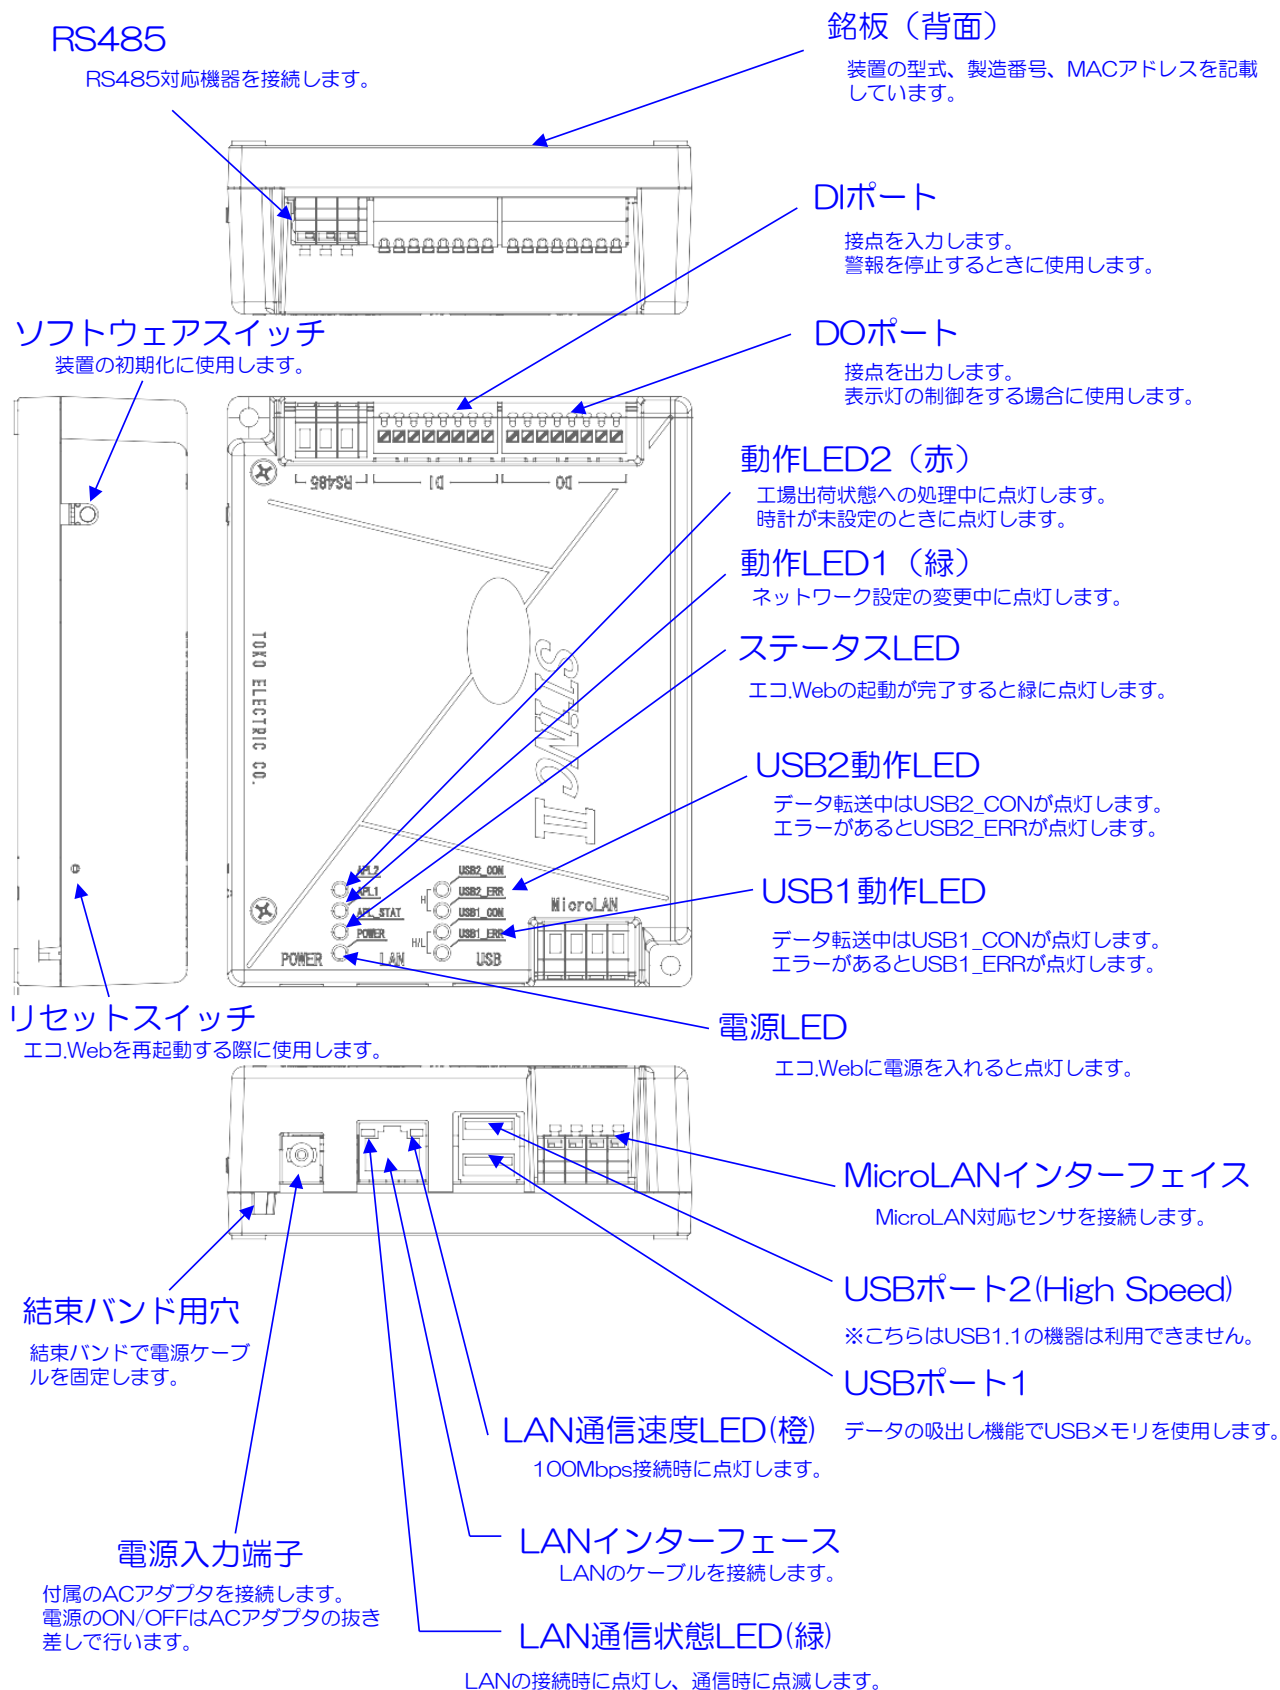 RS485
RS485対応機器を接続します。
銘板（背面）
装置の型式、製造番号、MACアドレスを記載
しています。
DIポート
接点を入力します。
警報を停止するときに使用します。
ソフトウェアスイッチ
装置の初期化に使用します。
DOポート
接点を出力します。
表示灯の制御をする場合に使用します。
RS485
DI
DO
動作LED2（赤）
工場出荷状態への処理中に点灯します。
時計が未設定のときに点灯します。
動作LED1（緑）
ネットワーク設定の変更中に点灯します。
ステータスLED
エコ.Webの起動が完了すると緑に点灯します。
TOKO ELECTRIC CO.
STiNC II
USB2動作LED
データ転送中はUSB2_CONが点灯します。
エラーがあるとUSB2_ERRが点灯します。
APL2
APL1
APL_STAT
POWER
USB2_CON
USB2_ERR
USB1_CON
USB1_ERR
H
H/L
POWER
LAN
USB
MicroLAN
USB1動作LED
データ転送中はUSB1_CONが点灯します。
エラーがあるとUSB1_ERRが点灯します。
リセットスイッチ
エコ.Webを再起動する際に使用します。
電源LED
エコ.Webに電源を入れると点灯します。
MicroLANインターフェイス
MicroLAN対応センサを接続します。
USBポート2(High Speed)
※こちらはUSB1.1の機器は利用できません。
結束バンド用穴
結束バンドで電源ケーブ
ルを固定します。
USBポート1
データの吸出し機能でUSBメモリを使用します。
LAN通信速度LED(橙)
100Mbps接続時に点灯します。
LANインターフェース
LANのケーブルを接続します。
電源入力端子
付属のACアダプタを接続します。
電源のON/OFFはACアダプタの抜き
差しで行います。
LAN通信状態LED(緑)
LANの接続時に点灯し、通信時に点滅します。